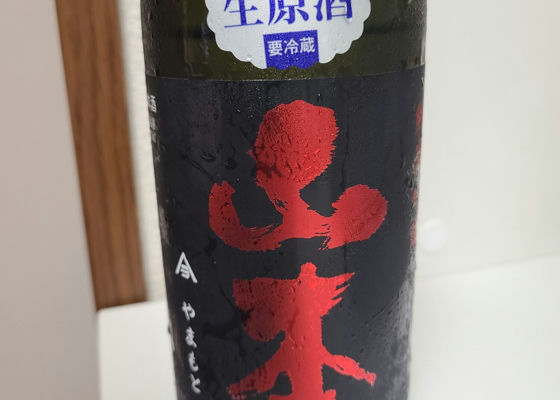 生原酒
要冷蔵
山本
やまもと